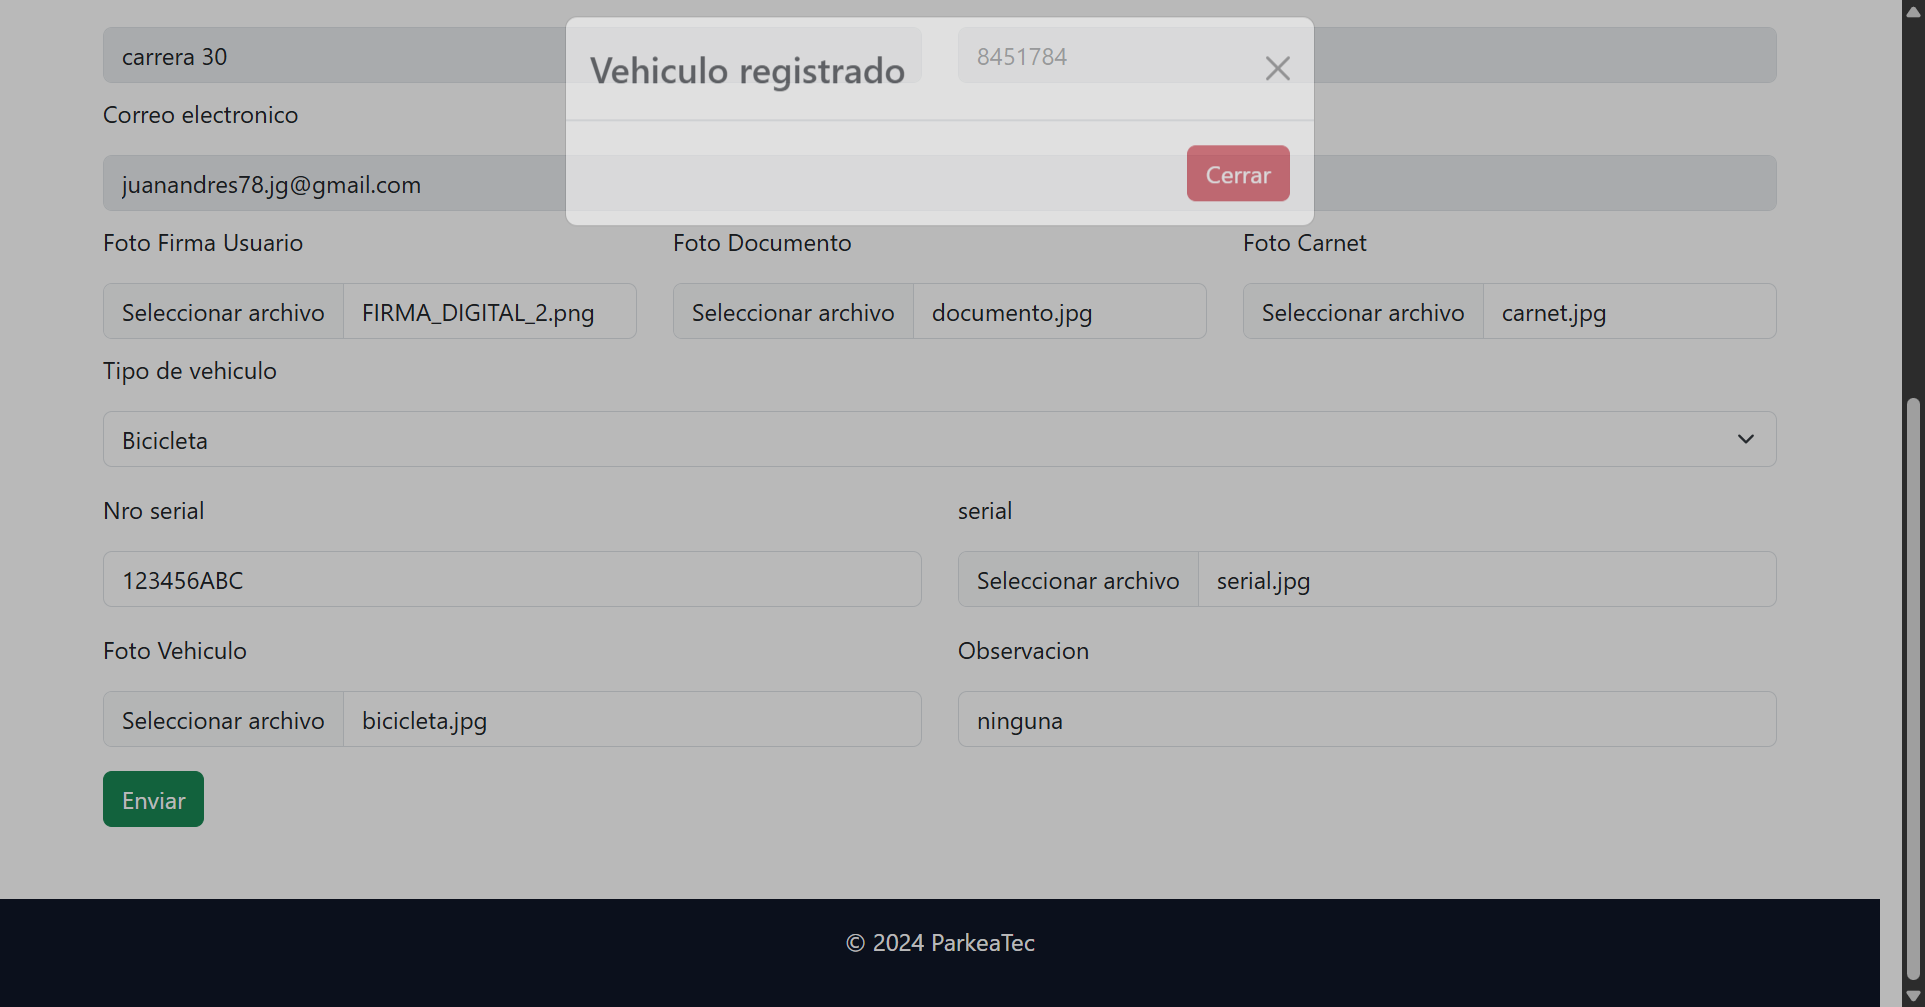 carrera 30
8451784
Vehiculo registrado
Correo electronico
juanandres78.jg@gmail.com
Cerrar
Foto Firma Usuario
Foto Documento
Foto Carnet
Seleccionar archivo FIRMA_DIGITAL_2.png
Seleccionar archivo documento.jpg
Seleccionar archivo carnet.jpg
Tipo de vehiculo
Bicicleta
Nro serial
serial
123456ABC
Seleccionar archivo serial.jpg
Foto Vehiculo
Observacion
Seleccionar archivo bicicleta.jpg
ninguna
Enviar
© 2024 ParkeaTec